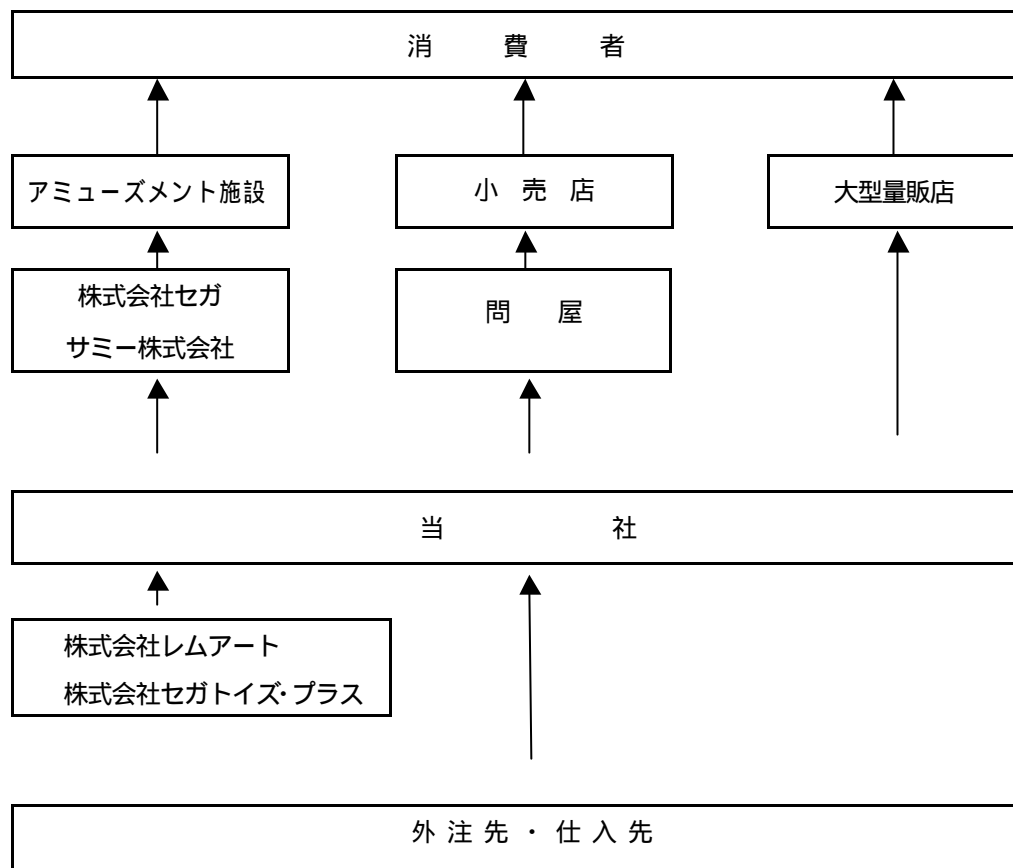 消費者
アミューズメント施設
小売店
大型量販店
株式会社セガ
サミー株式会社
問屋
当社
株式会社レムアート
株式会社セガトイズ・プラス
外注先・仕入先